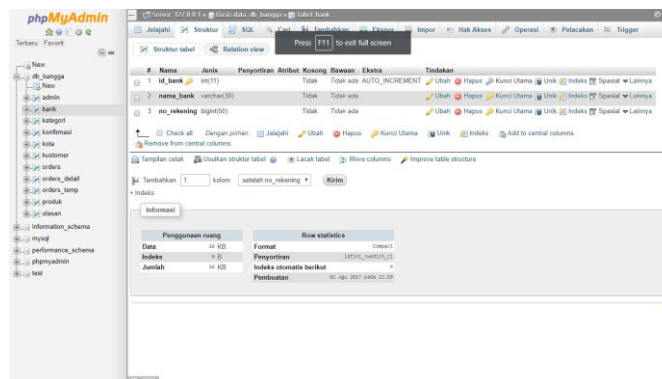 phpMyAdmin
Terbaru Favorit
New
db_bangga
New
admin
bank
kategori
konfirmasi
kota
kustomer
orders
orders_detail
orders_temp
produk
ulasan
information_schema
mysql
performance_schema
phpmyadmin
test
Server: 127.0.0.1 » Basis data: db_bangga » Tabel: bank
Jelajahi Struktur SQL Cari Tambahkan Ekspor Impor Hak Akses Operasi Pelacakan Trigger
Press F11 to exit full screen
Struktur tabel Relation view
# Nama Jenis Penyortiran Atribut Kosong Bawaan Ekstra Tindakan
1 id_bank int(11) Tidak Tidak ada AUTO_INCREMENT Ubah Hapus Kunci Utama Unik Indeks Spasial Lainnya
2 nama_bank varchar(30) Tidak Tidak ada Ubah Hapus Kunci Utama Unik Indeks Spasial Lainnya
3 no_rekening bigint(50) Tidak Tidak ada Ubah Hapus Kunci Utama Unik Indeks Spasial Lainnya
Check all Dengan pilihan: Jelajahi Ubah Hapus Kunci Utama Unik Indeks Add to central columns
Remove from central columns
Tampilan cetak Usulkan struktur tabel Lacak tabel Move columns Improve table structure
Tambahkan 1 kolom setelah no_rekening Kirim
+ Indeks
Informasi
Penggunaan ruang
Data 16 KB
Indeks 0 B
Jumlah 16 KB
Row statistics
Format Compact
Penyortiran latin1_swedish_ci
Indeks otomatis berikut 4
Pembuatan 02 Agu 2017 pada